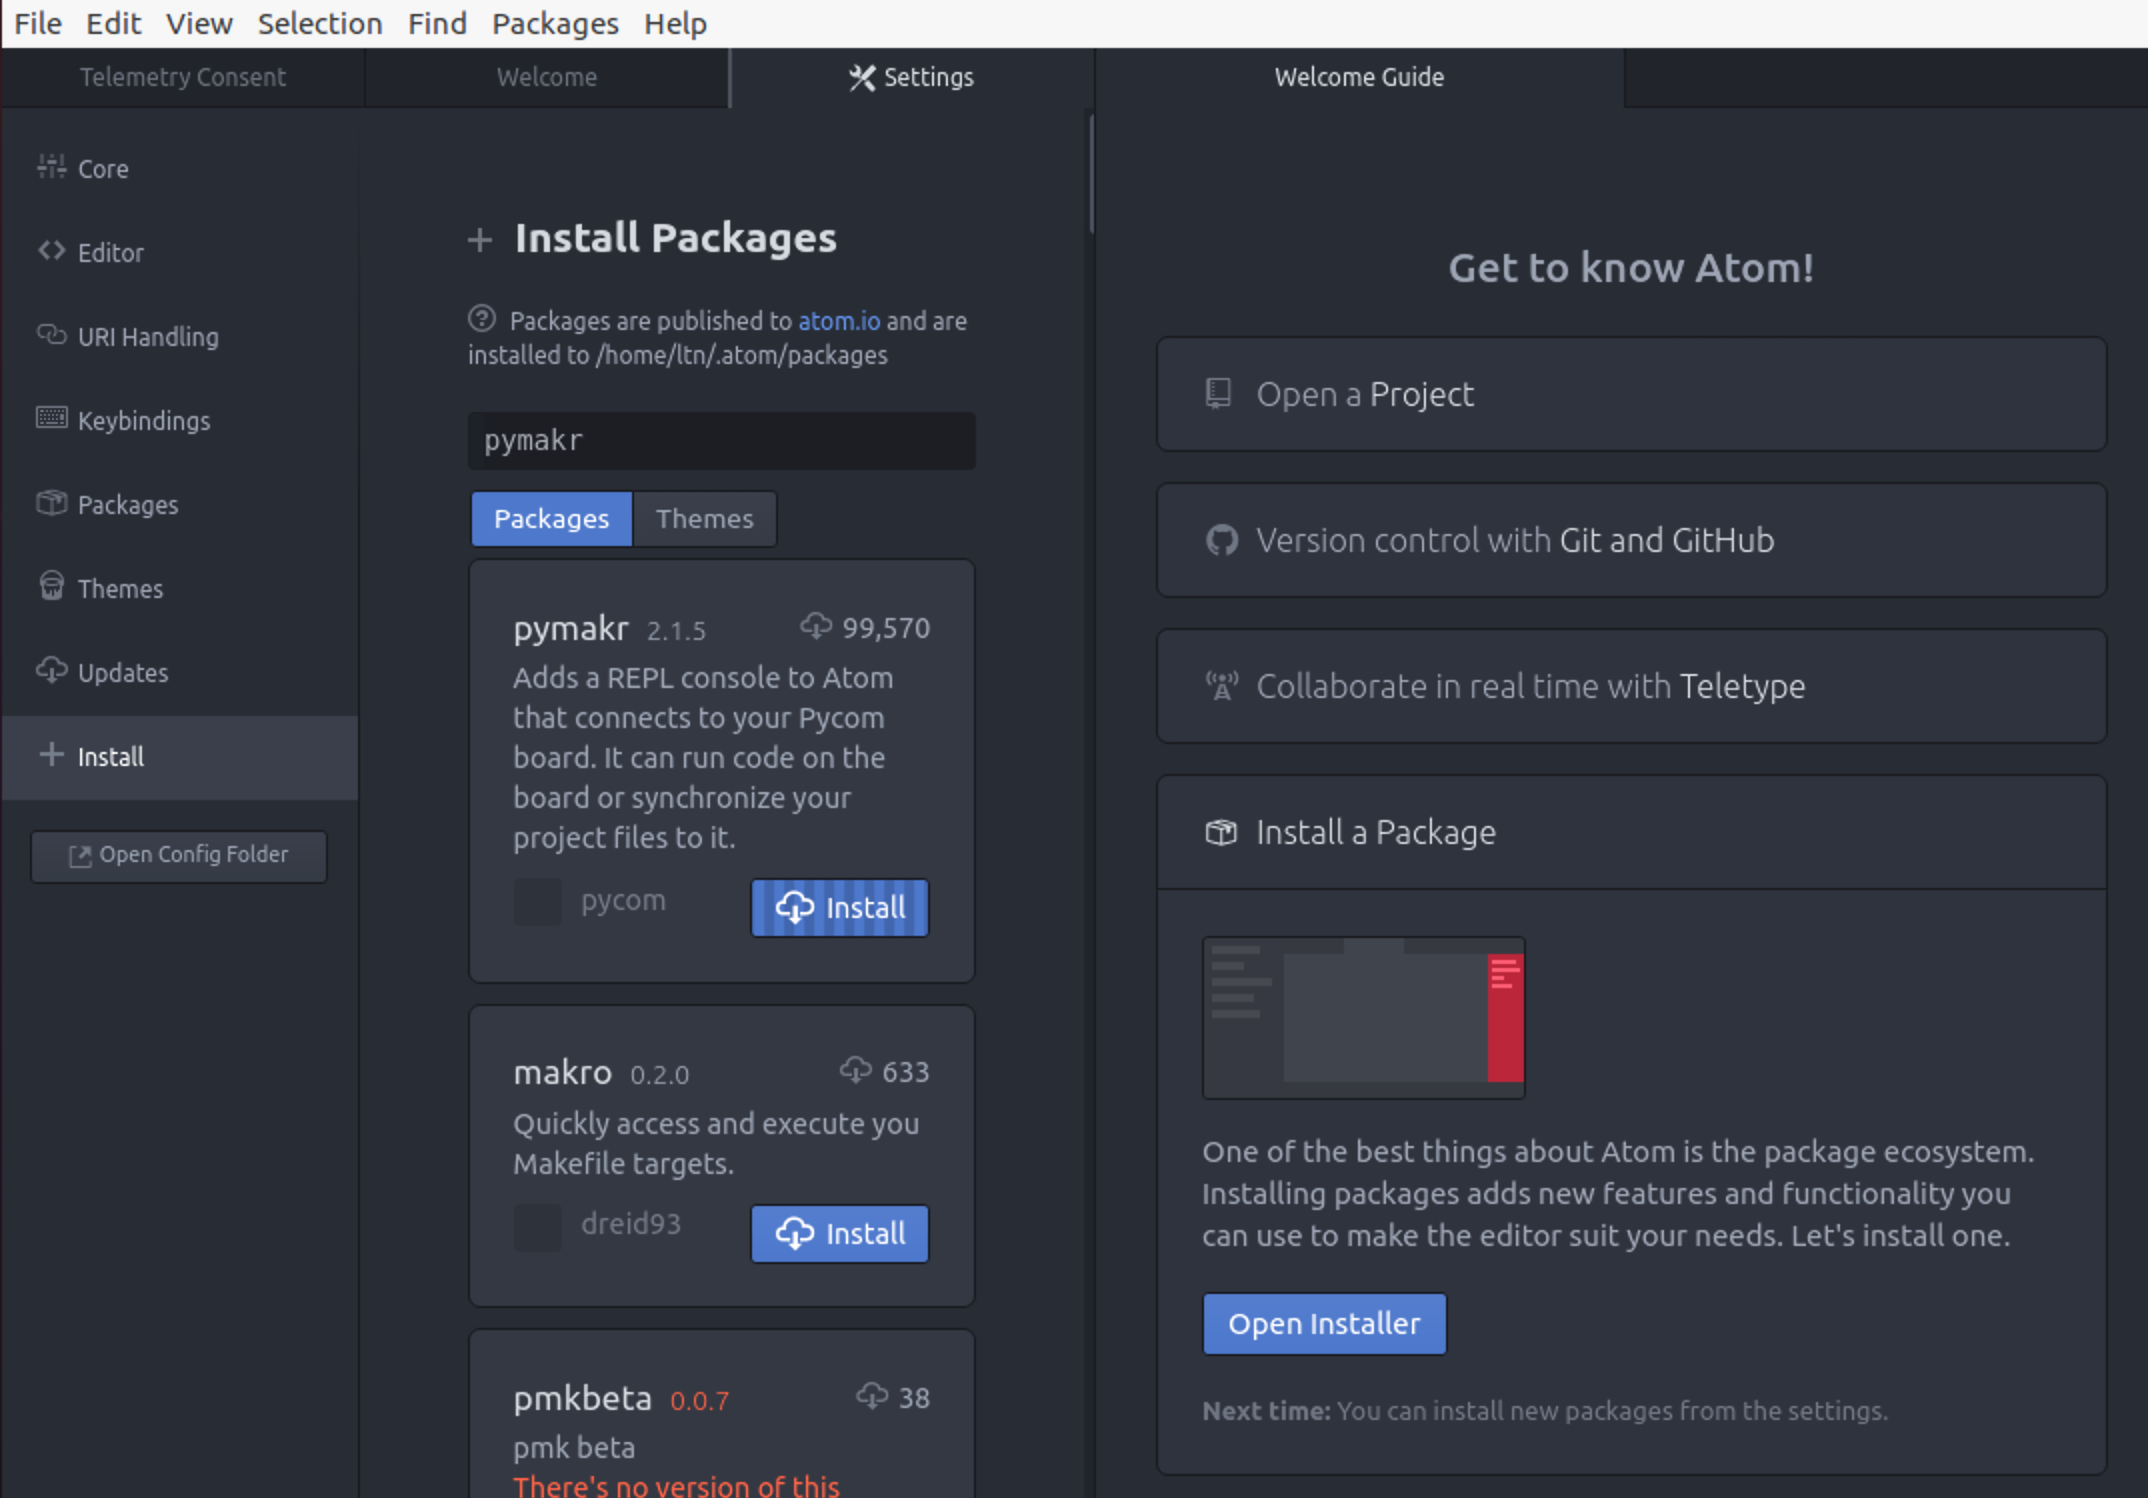 File Edit View Selection Find Packages Help
Telemetry Consent
Welcome
Settings
Welcome Guide
Core
Editor
URI Handling
Keybindings
Packages
Themes
Updates
Install
Open Config Folder
Install Packages
Packages are published to atom.io and are
installed to /home/ltn/.atom/packages
pymakr
Packages Themes
pymakr 2.1.5 99,570
Adds a REPL console to Atom
that connects to your Pycom
board. It can run code on the
board or synchronize your
project files to it.
pycom Install
makro 0.2.0 633
Quickly access and execute you
Makefile targets.
dreid93 Install
pmkbeta 0.0.7 38
pmk beta
There's no version of this
Get to know Atom!
Open a Project
Version control with Git and GitHub
Collaborate in real time with Teletype
Install a Package
One of the best things about Atom is the package ecosystem.
Installing packages adds new features and functionality you
can use to make the editor suit your needs. Let's install one.
Open Installer
Next time: You can install new packages from the settings.